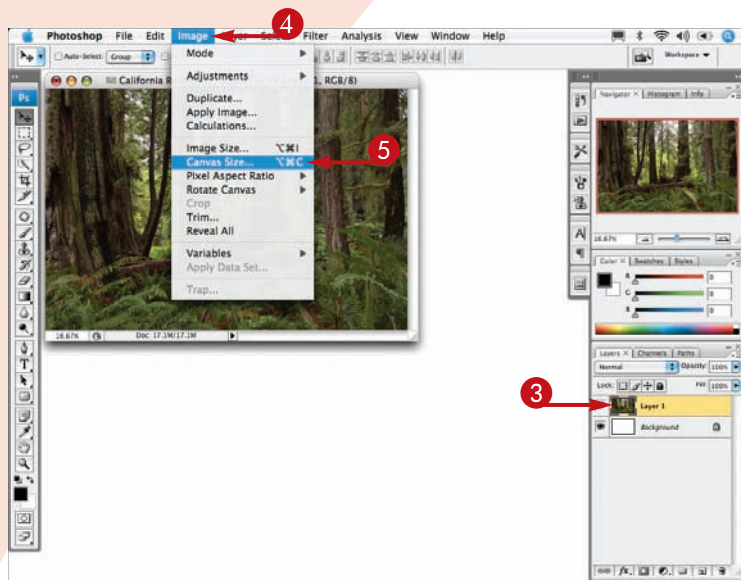 4
Photoshop File Edit Image Select Filter Analysis View Window Help
Auto-Select: Group
Workspace
California R
1, RGB/8)
Mode
Adjustments
Duplicate...
Apply Image...
Calculations...
Image Size... ⌥⌘I
Canvas Size... ⌥⌘C
5
Pixel Aspect Ratio
Rotate Canvas
Crop
Trim...
Reveal All
Variables
Apply Data Set...
Trap...
16.67% Doc: 17.1M/17.1M
Ps
T
Navigator × Histogram Info
16.67%
A
Color × Swatches Styles
R 0
G 0
B 0
Layers × Channels Paths
Normal Opacity: 100%
Lock: Fill: 100%
3
Layer 1
Background
fx.